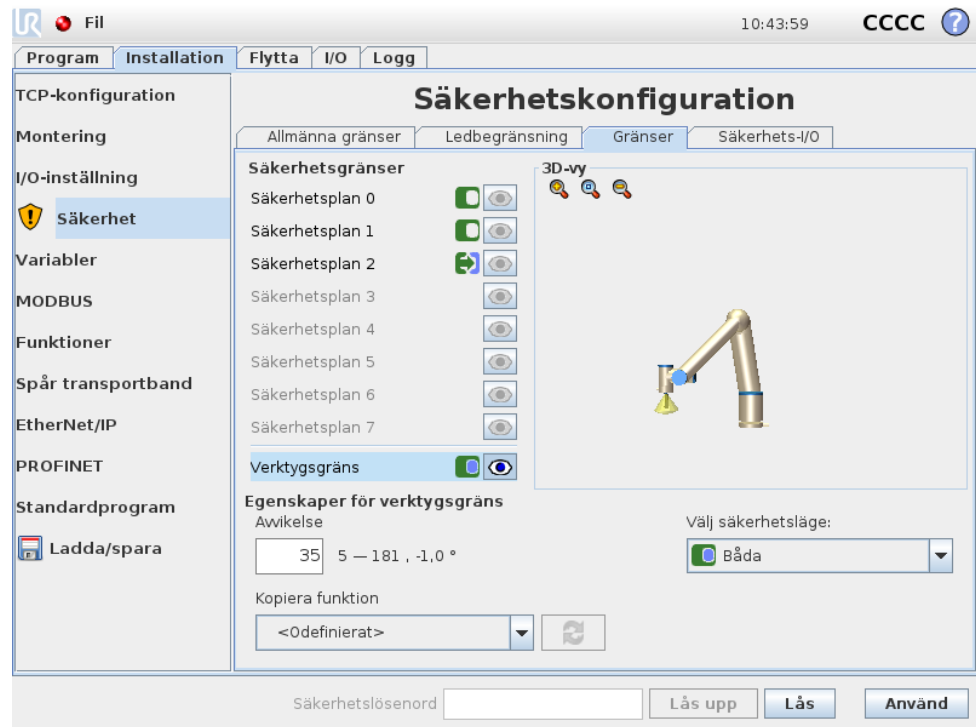 UR Fil 10:43:59 CCCC ?
Program Installation Flytta I/O Logg
TCP-konfiguration
Montering
I/O-inställning
Säkerhet
Variabler
MODBUS
Funktioner
Spår transportband
EtherNet/IP
PROFINET
Standardprogram
Ladda/spara
Säkerhetskonfiguration
Allmänna gränser Ledbegränsning Gränser Säkerhets-I/O
Säkerhetsgränser
Säkerhetsplan 0
Säkerhetsplan 1
Säkerhetsplan 2
Säkerhetsplan 3
Säkerhetsplan 4
Säkerhetsplan 5
Säkerhetsplan 6
Säkerhetsplan 7
Verktygsgräns
3D-vy
Egenskaper för verktygsgräns
Avvikelse
35 5 — 181 , -1,0 °
Välj säkerhetsläge:
Båda
Kopiera funktion
<Odefinierat>
Säkerhetslösenord Lås upp Lås Använd